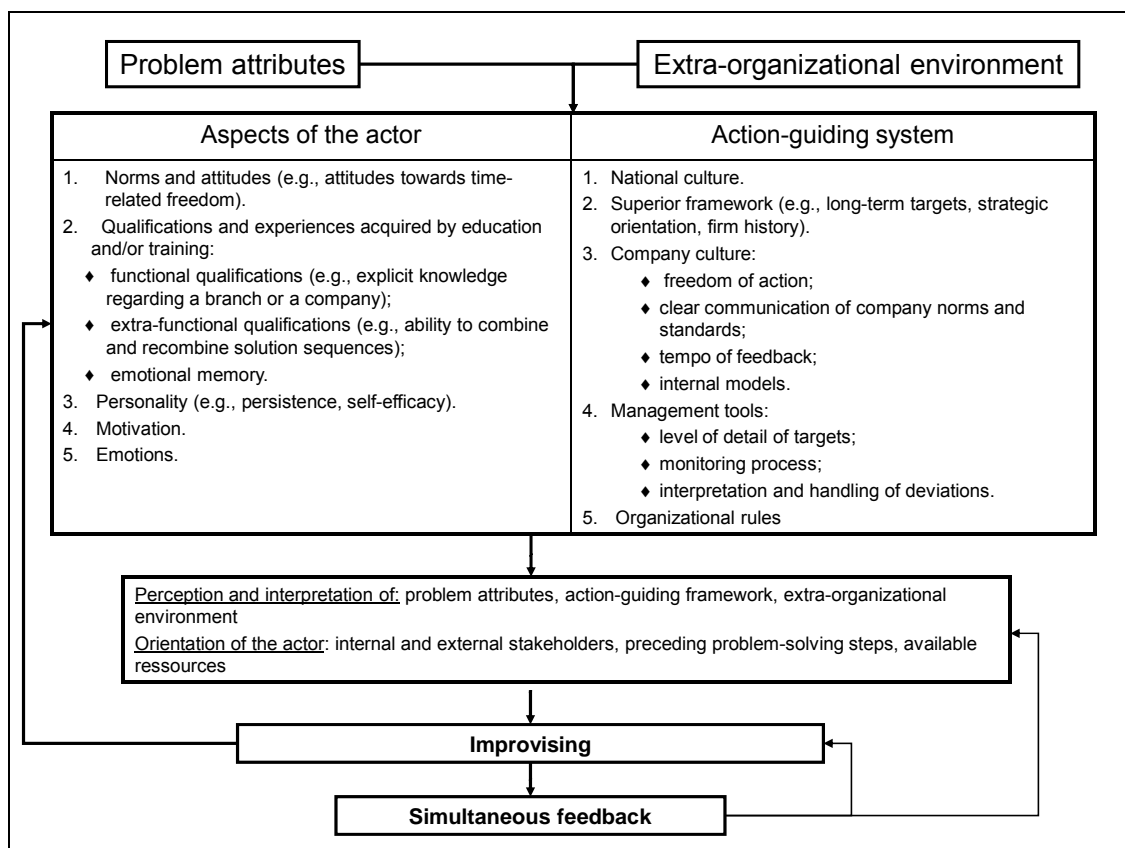 Problem attributes
Extra-organizational environment
Aspects of the actor
1. Norms and attitudes (e.g., attitudes towards time-
related freedom).
2. Qualifications and experiences acquired by education
and/or training:
♦ functional qualifications (e.g., explicit knowledge
regarding a branch or a company);
♦ extra-functional qualifications (e.g., ability to combine
and recombine solution sequences);
♦ emotional memory.
3. Personality (e.g., persistence, self-efficacy).
4. Motivation.
5. Emotions.
Action-guiding system
1. National culture.
2. Superior framework (e.g., long-term targets, strategic
orientation, firm history).
3. Company culture:
♦ freedom of action;
♦ clear communication of company norms and
standards;
♦ tempo of feedback;
♦ internal models.
4. Management tools:
♦ level of detail of targets;
♦ monitoring process;
♦ interpretation and handling of deviations.
5. Organizational rules
Perception and interpretation of: problem attributes, action-guiding framework, extra-organizational
environment
Orientation of the actor: internal and external stakeholders, preceding problem-solving steps, available
ressources
Improvising
Simultaneous feedback